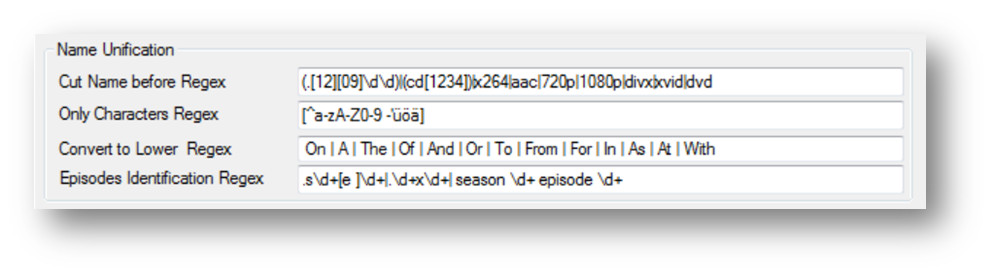 Name Unification
Cut Name before Regex (.[12][09]\d\d)|(cd[1234])|x264|aac|720p|1080p|divx|xvid|dvd
Only Characters Regex [^a-zA-Z0-9 -'üöä]
Convert to Lower  Regex  On | A | The | Of | And | Or | To | From | For | In | As | At | With
Episodes Identification Regex .s\d+[e ]\d+|.\d+x\d+| season \d+ episode \d+